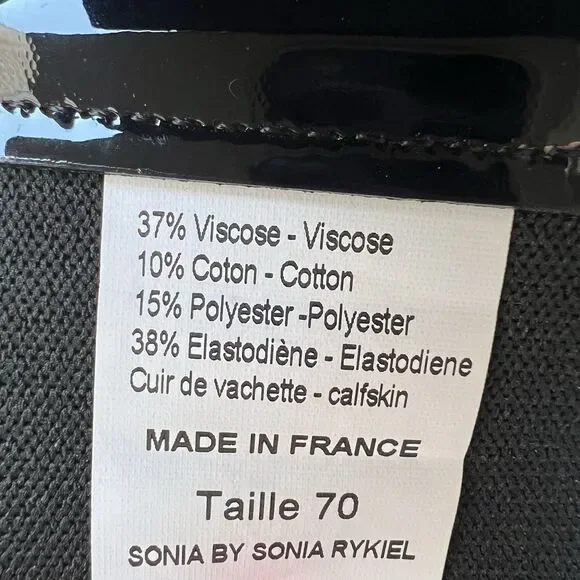 37% Viscose - Viscose
10% Coton - Cotton
15% Polyester -Polyester
38% Elastodiène - Elastodiene
Cuir de vachette - calfskin
MADE IN FRANCE
Taille 70
SONIA BY SONIA RYKIEL